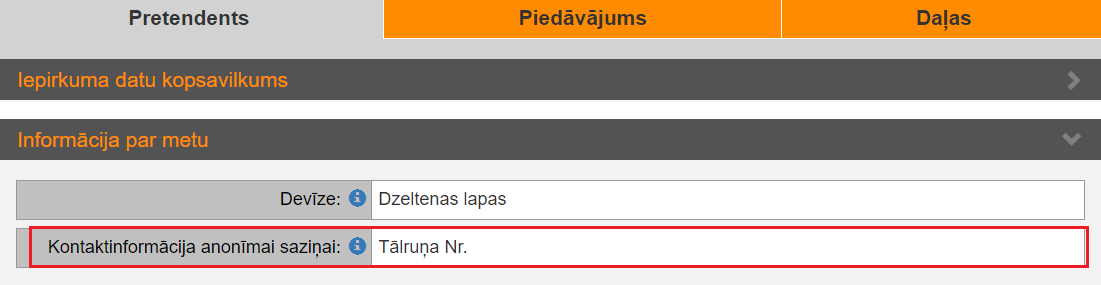 Pretendents Piedāvājums Daļas
Iepirkuma datu kopsavilkums
Informācija par metu
Devīze: Dzeltenas lapas
Kontaktinformācija anonīmai saziņai: Tālruņa Nr.